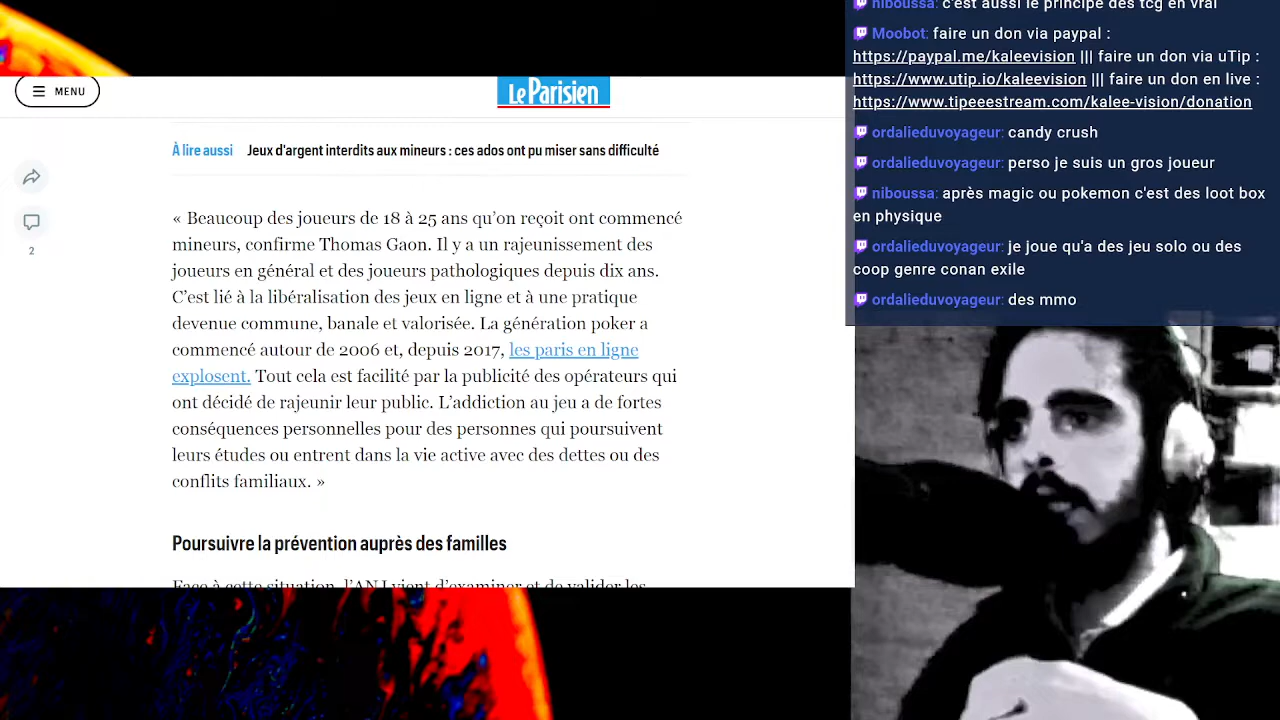 MENU
Le Parisien
À lire aussi Jeux d'argent interdits aux mineurs : ces ados ont pu miser sans difficulté
2
« Beaucoup des joueurs de 18 à 25 ans qu’on reçoit ont commencé
mineurs, confirme Thomas Gaon. Il y a un rajeunissement des
joueurs en général et des joueurs pathologiques depuis dix ans.
C’est lié à la libéralisation des jeux en ligne et à une pratique
devenue commune, banale et valorisée. La génération poker a
commencé autour de 2006 et, depuis 2017, les paris en ligne
explosent. Tout cela est facilité par la publicité des opérateurs qui
ont décidé de rajeunir leur public. L’addiction au jeu a de fortes
conséquences personnelles pour des personnes qui poursuivent
leurs études ou entrent dans la vie active avec des dettes ou des
conflits familiaux. »
Poursuivre la prévention auprès des familles
Face à cette situation, l’ANJ vient d’examiner et de valider les
niboussa: c'est aussi le principe des tcg en vrai
Moobot: faire un don via paypal :
https://paypal.me/kaleevision ||| faire un don via uTip :
https://www.utip.io/kaleevision ||| faire un don en live :
https://www.tipeeestream.com/kalee-vision/donation
ordalieduvoyageur: candy crush
ordalieduvoyageur: perso je suis un gros joueur
niboussa: après magic ou pokemon c'est des loot box
en physique
ordalieduvoyageur: je joue qu'a des jeu solo ou des
coop genre conan exile
ordalieduvoyageur: des mmo